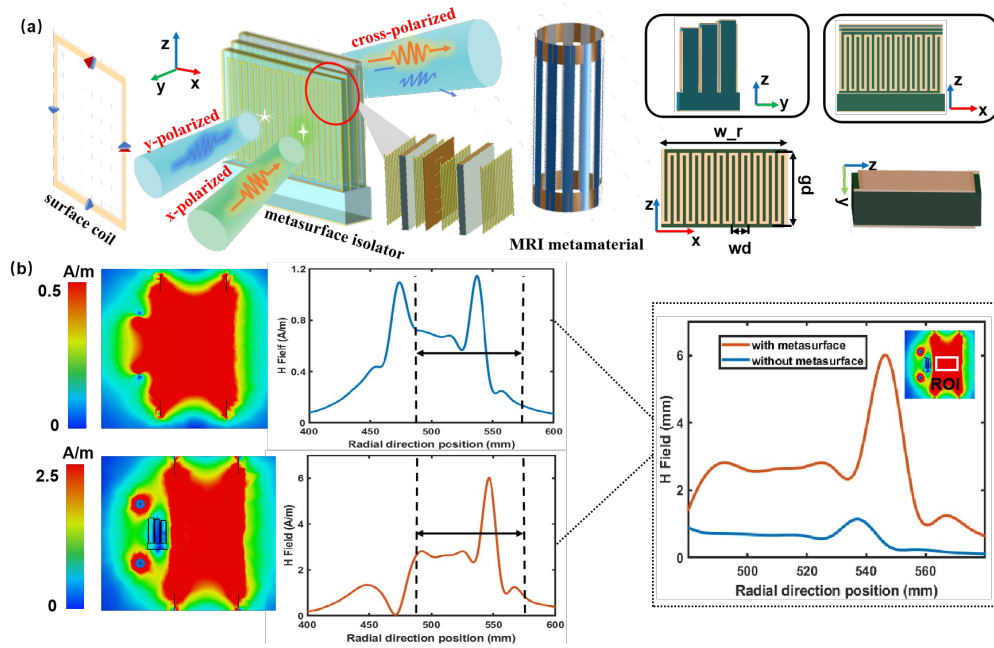 (a)
surface coil
z
x
y
y-polarized
x-polarized
cross-polarized
metasurface isolator
MRI metamaterial
z
y
z
x
w_r
gd
wd
z
x
z
y
(b)
A/m
0.5
0
1.2
0.8
0.4
0
H Fielf (A/m)
400
450
500
550
600
Radial direction position (mm)
A/m
2.5
0
6
4
2
0
H Field (A/m)
400
450
500
550
600
Radial direction position (mm)
with metasurface
without metasurface
ROI
6
4
2
0
H Field (mm)
500
520
540
560
Radial direction position (mm)